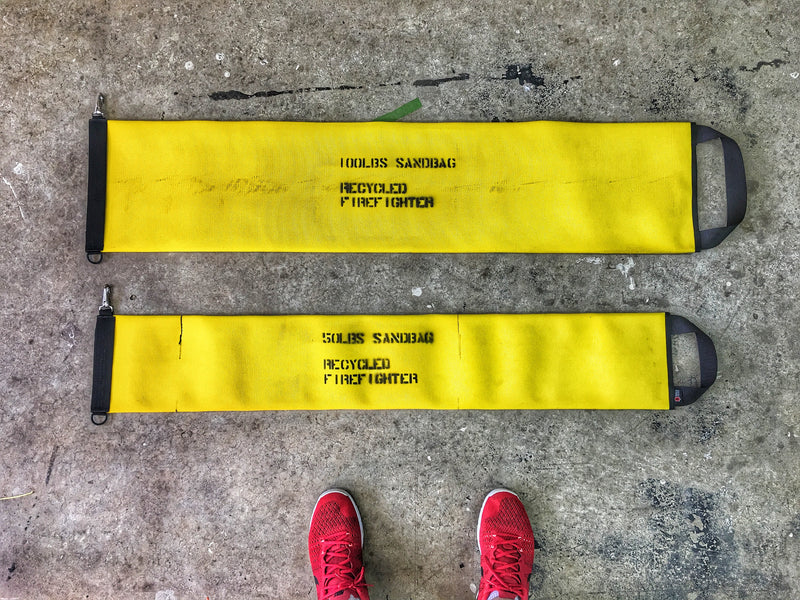 100LBS SANDBAG
RECYCLED
FIREFIGHTER
50LBS SANDBAG
RECYCLED
FIREFIGHTER